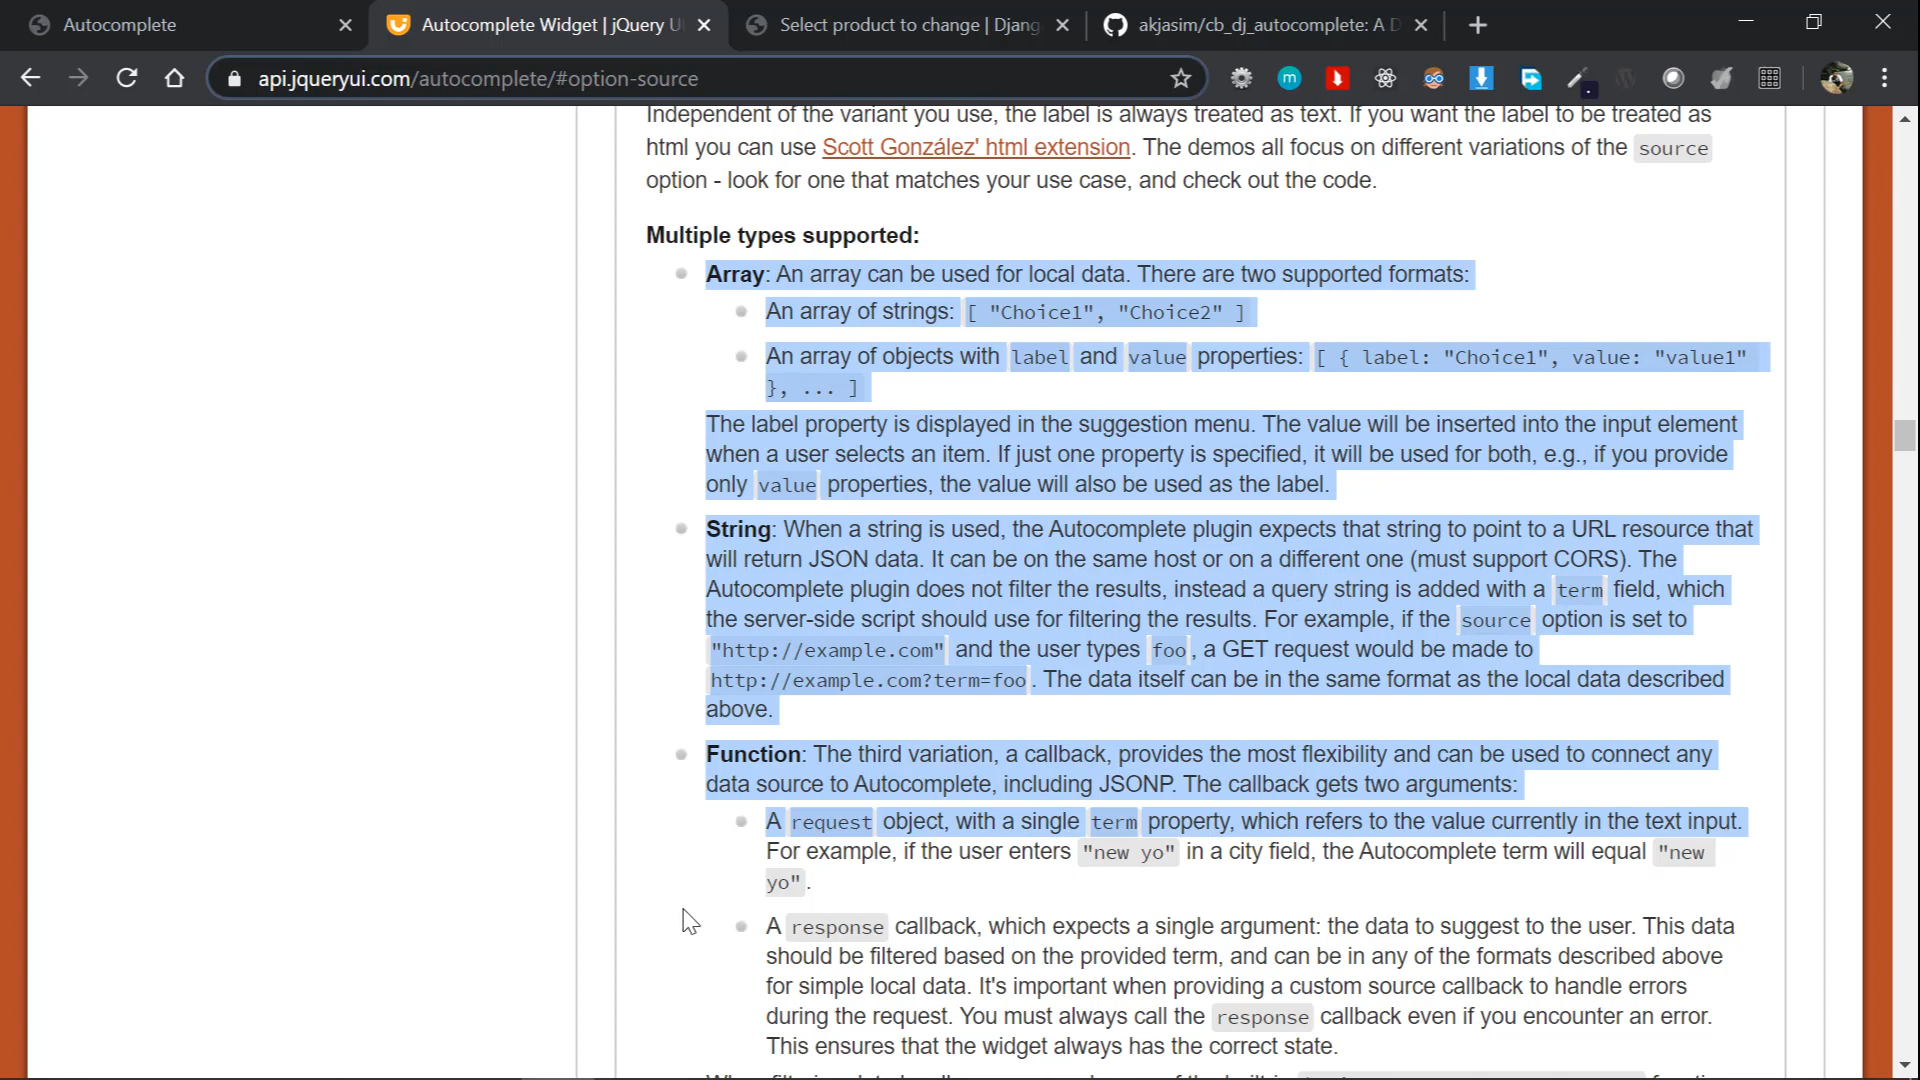 Autocomplete
Autocomplete Widget | jQuery U
Select product to change | Djang
akjasim/cb_dj_autocomplete: A D
api.jqueryui.com/autocomplete/#option-source
Independent of the variant you use, the label is always treated as text. If you want the label to be treated as
html you can use Scott González' html extension. The demos all focus on different variations of the source
option - look for one that matches your use case, and check out the code.
Multiple types supported:
Array: An array can be used for local data. There are two supported formats:
An array of strings: [ "Choice1", "Choice2" ]
An array of objects with label and value properties: [ { label: "Choice1", value: "value1"
}, ... ]
The label property is displayed in the suggestion menu. The value will be inserted into the input element
when a user selects an item. If just one property is specified, it will be used for both, e.g., if you provide
only value properties, the value will also be used as the label.
String: When a string is used, the Autocomplete plugin expects that string to point to a URL resource that
will return JSON data. It can be on the same host or on a different one (must support CORS). The
Autocomplete plugin does not filter the results, instead a query string is added with a term field, which
the server-side script should use for filtering the results. For example, if the source option is set to
"http://example.com" and the user types foo, a GET request would be made to
http://example.com?term=foo. The data itself can be in the same format as the local data described
above.
Function: The third variation, a callback, provides the most flexibility and can be used to connect any
data source to Autocomplete, including JSONP. The callback gets two arguments:
A request object, with a single term property, which refers to the value currently in the text input.
For example, if the user enters "new yo" in a city field, the Autocomplete term will equal "new
yo".
A response callback, which expects a single argument: the data to suggest to the user. This data
should be filtered based on the provided term, and can be in any of the formats described above
for simple local data. It's important when providing a custom source callback to handle errors
during the request. You must always call the response callback even if you encounter an error.
This ensures that the widget always has the correct state.